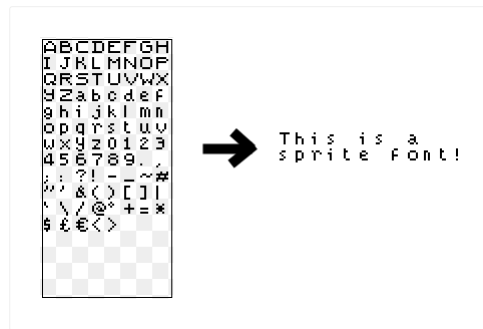 ABCDEFGH
IJKLMNOP
QRSTUVWX
YZabcdef
ghijklmn
opqrstuv
wxyz0123
456789.,
;:?!-_~#
"'&()[]|
`\/@°+=*
$£€<>
This is a
sprite font!